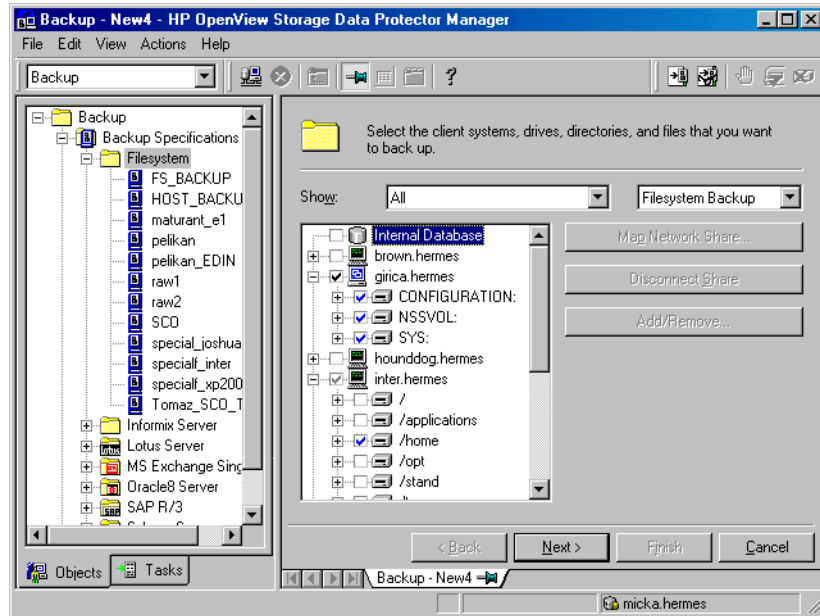 Backup - New4 - HP OpenView Storage Data Protector Manager
File Edit View Actions Help
Backup
?
Backup
Backup Specifications
Filesystem
FS_BACKUP
HOST_BACKU
maturant_e1
pelikan
pelikan_EDIN
raw1
raw2
SCO
special_joshua
specialf_inter
specialf_xp200
Tomaz_SCO_T
Informix Server
Lotus Server
MS Exchange Sing
Oracle8 Server
SAP R/3
Objects
Tasks
Select the client systems, drives, directories, and files that you want
to back up.
Show:
All
Filesystem Backup
Internal Database
brown.hermes
girica.hermes
CONFIGURATION:
NSSVOL:
SYS:
hounddog.hermes
inter.hermes
/
/applications
/home
/opt
/stand
Map Network Share...
Disconnect Share
Add/Remove...
< Back
Next >
Finish
Cancel
Backup - New4
micka.hermes